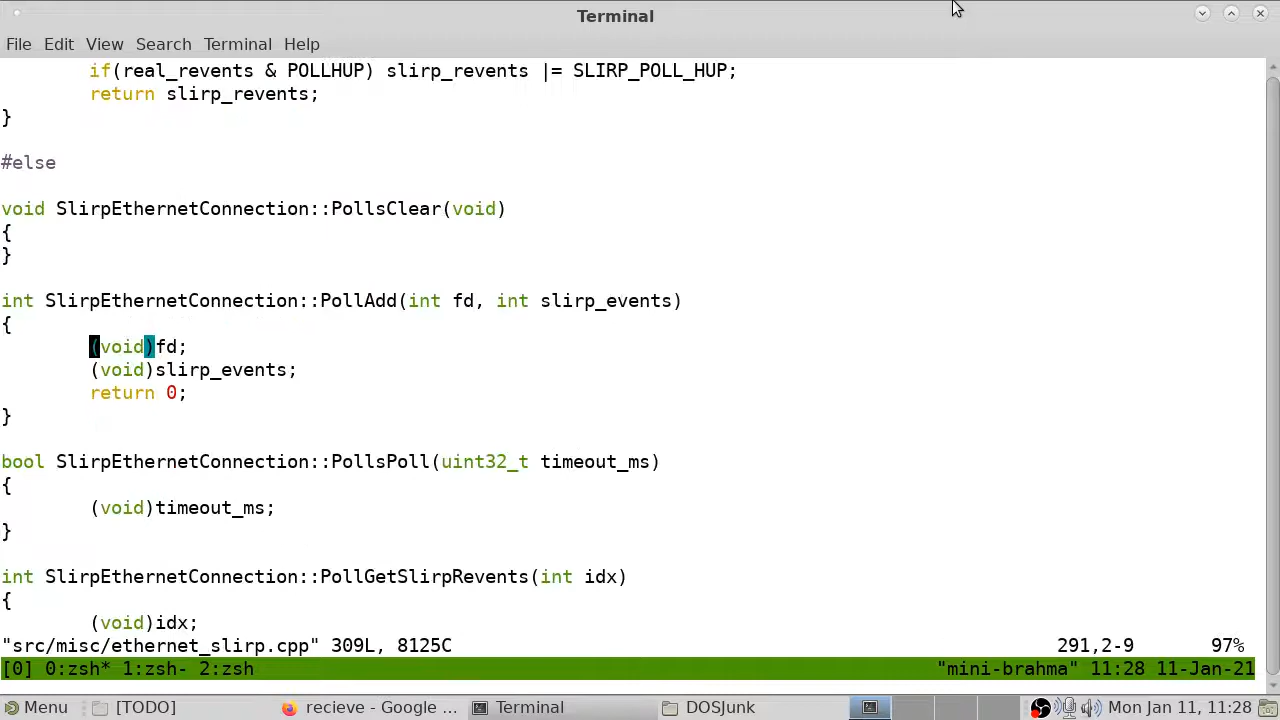 Terminal
File Edit View Search Terminal Help
if(real_revents & POLLHUP) slirp_revents |= SLIRP_POLL_HUP;
return slirp_revents;
}
#else
void SlirpEthernetConnection::PollsClear(void)
{
}
int SlirpEthernetConnection::PollAdd(int fd, int slirp_events)
{
(void)fd;
(void)slirp_events;
return 0;
}
bool SlirpEthernetConnection::PollsPoll(uint32_t timeout_ms)
{
(void)timeout_ms;
}
int SlirpEthernetConnection::PollGetSlirpRevents(int idx)
{
(void)idx;
"src/misc/ethernet_slirp.cpp" 309L, 8125C 291,2-9 97%
[0] 0:zsh* 1:zsh- 2:zsh "mini-brahma" 11:28 11-Jan-21
Menu [TODO] recieve - Google ... Terminal DOSJunk Mon Jan 11, 11:28